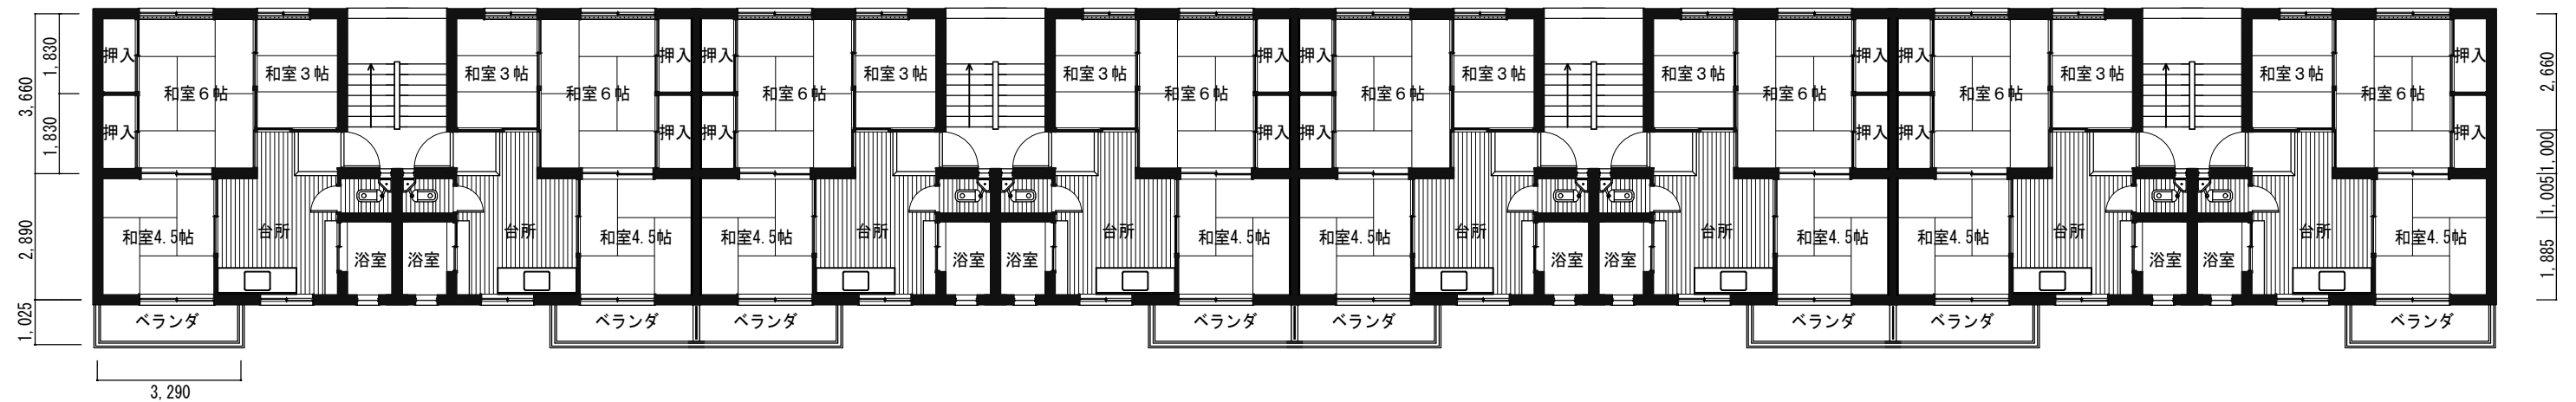 押入 和室3帖 和室3帖 押入 押入 和室3帖 和室3帖 押入 押入 和室3帖 和室3帖 押入 押入 和室3帖 和室3帖 押入
和室6帖 和室6帖 和室6帖 和室6帖 和室6帖 和室6帖 和室6帖 和室6帖
押入 押入 押入 押入 押入 押入 押入 押入
和室4.5帖 台所 台所 和室4.5帖 和室4.5帖 台所 台所 和室4.5帖 和室4.5帖 台所 台所 和室4.5帖 和室4.5帖 台所 台所 和室4.5帖
浴室 浴室 浴室 浴室 浴室 浴室 浴室 浴室
ベランダ ベランダ ベランダ ベランダ ベランダ ベランダ ベランダ ベランダ
3,290
3,660
1,830
1,830
2,890
1,025
2,660
1,000
1,005
1,885